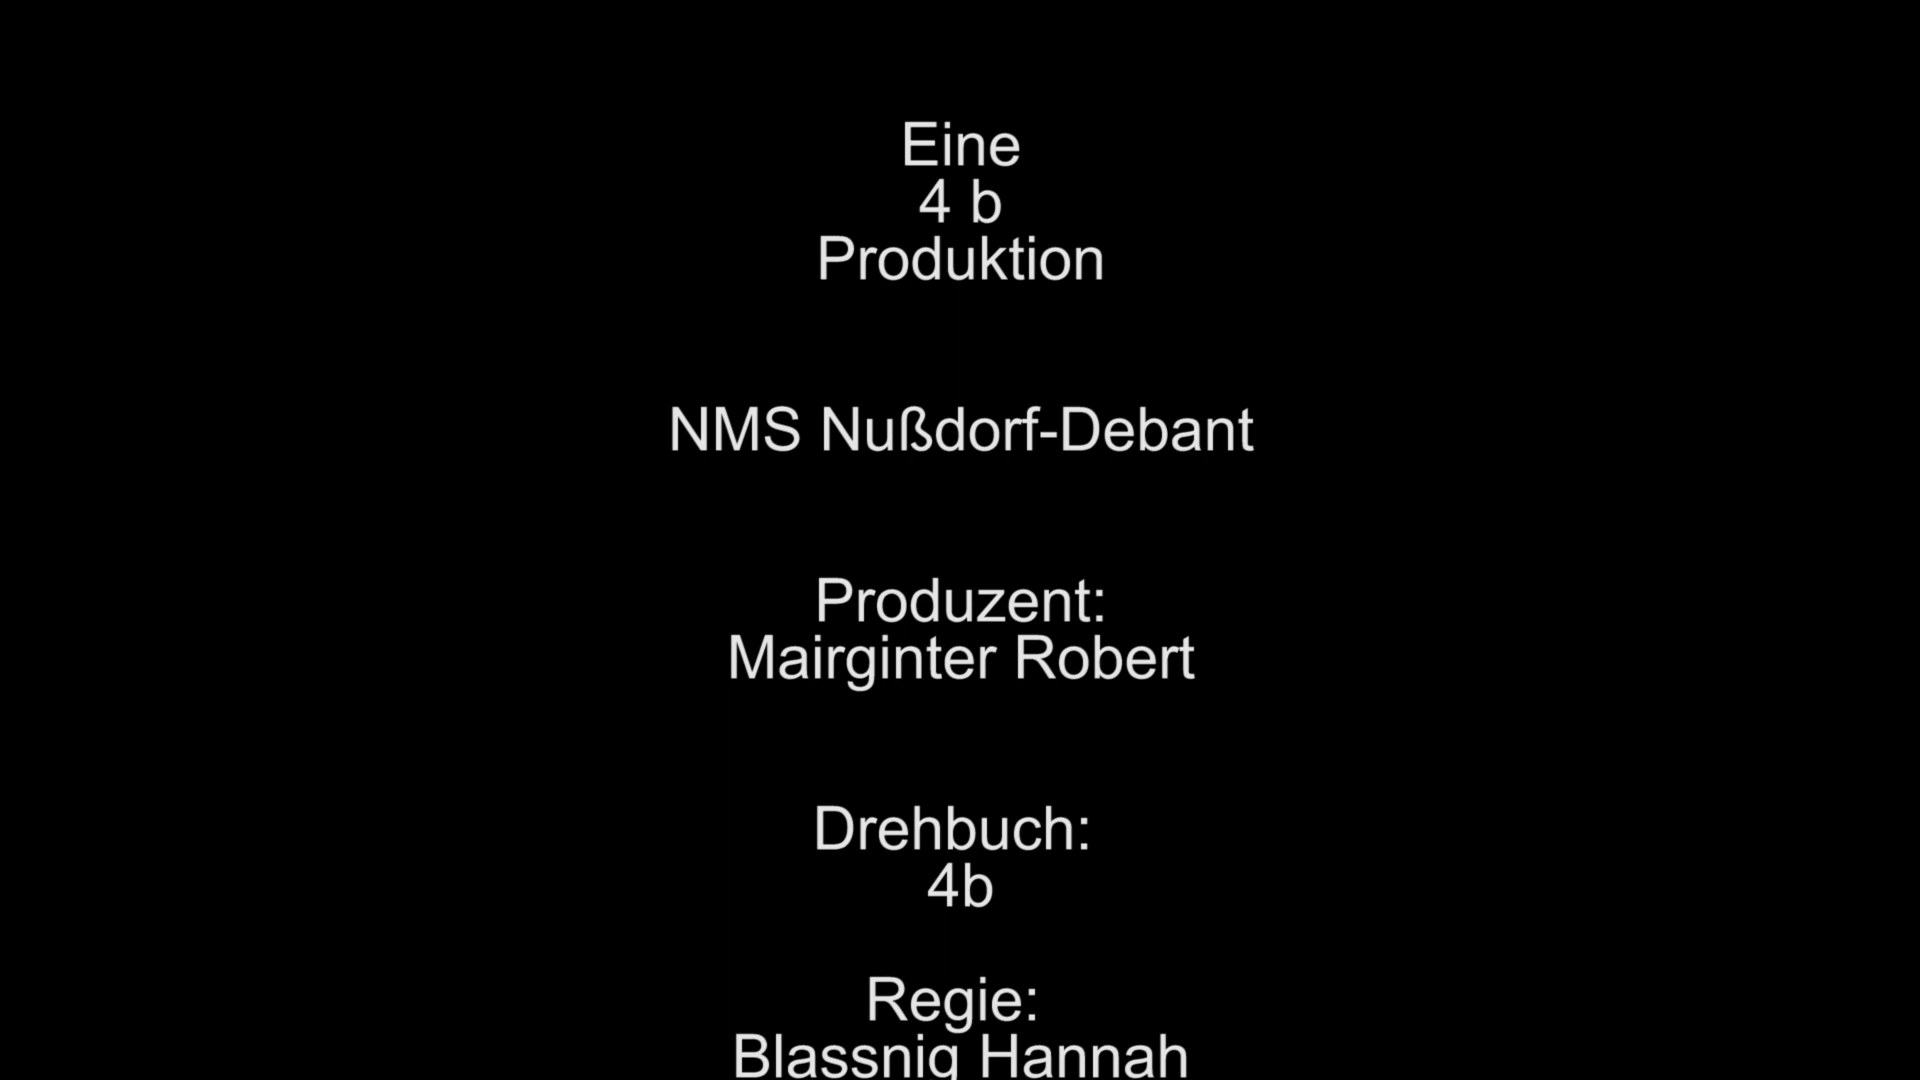 Eine
4 b
Produktion
NMS Nußdorf-Debant
Produzent:
Mairginter Robert
Drehbuch:
4b
Regie:
Blassnig Hannah